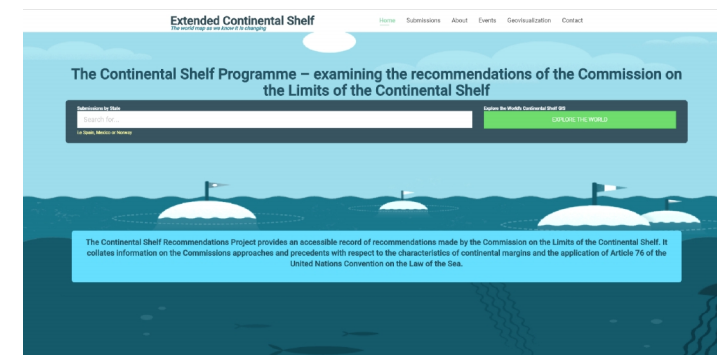 Extended Continental Shelf
The world map as we know it is changing
Home Submissions About Events Geovisualization Contact
The Continental Shelf Programme – examining the recommendations of the Commission on
the Limits of the Continental Shelf
Submissions by State
Search for...
i.e Spain, Mexico or Norway
Explore the World's Continental Shelf GIS
EXPLORE THE WORLD
The Continental Shelf Recommendations Project provides an accessible record of recommendations made by the Commission on the Limits of the Continental Shelf. It
collates information on the Commissions approaches and precedents with respect to the characteristics of continental margins and the application of Article 76 of the
United Nations Convention on the Law of the Sea.